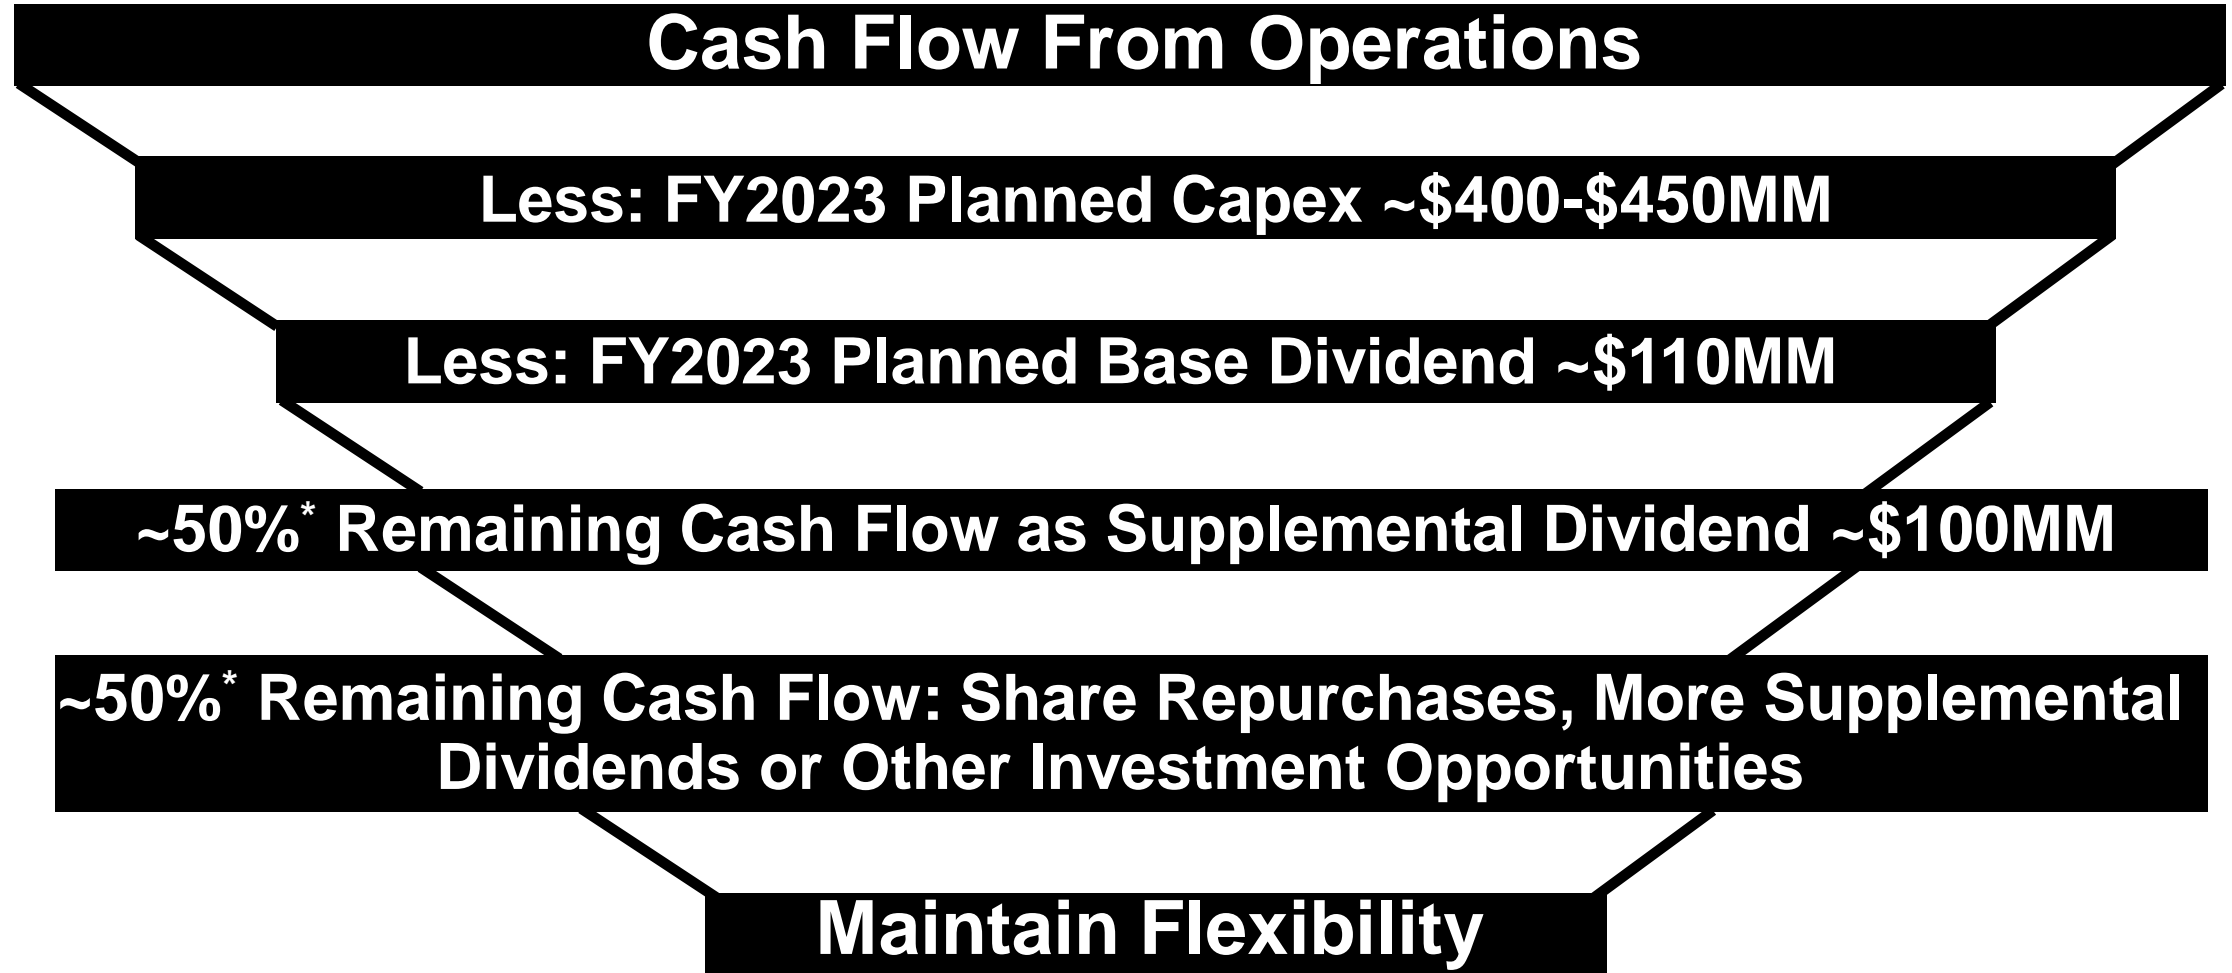 Cash Flow From Operations
Less: FY2023 Planned Capex ~$400-$450MM
Less: FY2023 Planned Base Dividend ~$110MM
~50%* Remaining Cash Flow as Supplemental Dividend ~$100MM
~50%* Remaining Cash Flow: Share Repurchases, More Supplemental
Dividends or Other Investment Opportunities
Maintain Flexibility